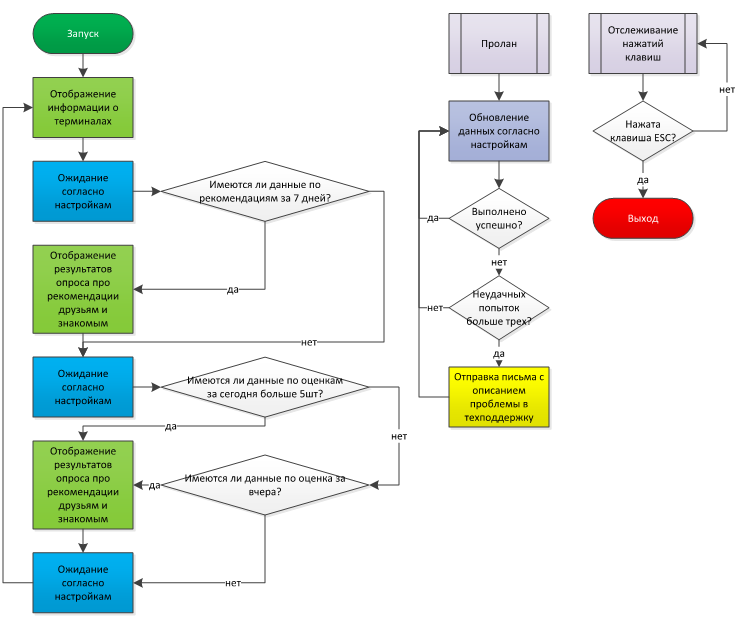 Запуск
Отображение
информации о
терминалах
Ожидание
согласно
настройкам
Имеются ли данные по
рекомендациям за 7 дней?
да
нет
Отображение
результатов
опроса про
рекомендации
друзьям и
знакомым
Ожидание
согласно
настройкам
Имеются ли данные по оценкам
за сегодня больше 5шт?
да
нет
Отображение
результатов
опроса про
рекомендации
друзьям и
знакомым
Имеются ли данные по оценка за
вчера?
да
нет
Ожидание
согласно
настройкам
Пролан
Обновление
данных согласно
настройкам
Выполнено
успешно?
да
нет
Неудачных
попыток
больше трех?
нет
да
Отправка письма с
описанием
проблемы в
техподдержку
Отслеживание
нажатий
клавиш
нет
Нажата
клавиша ESC?
да
Выход